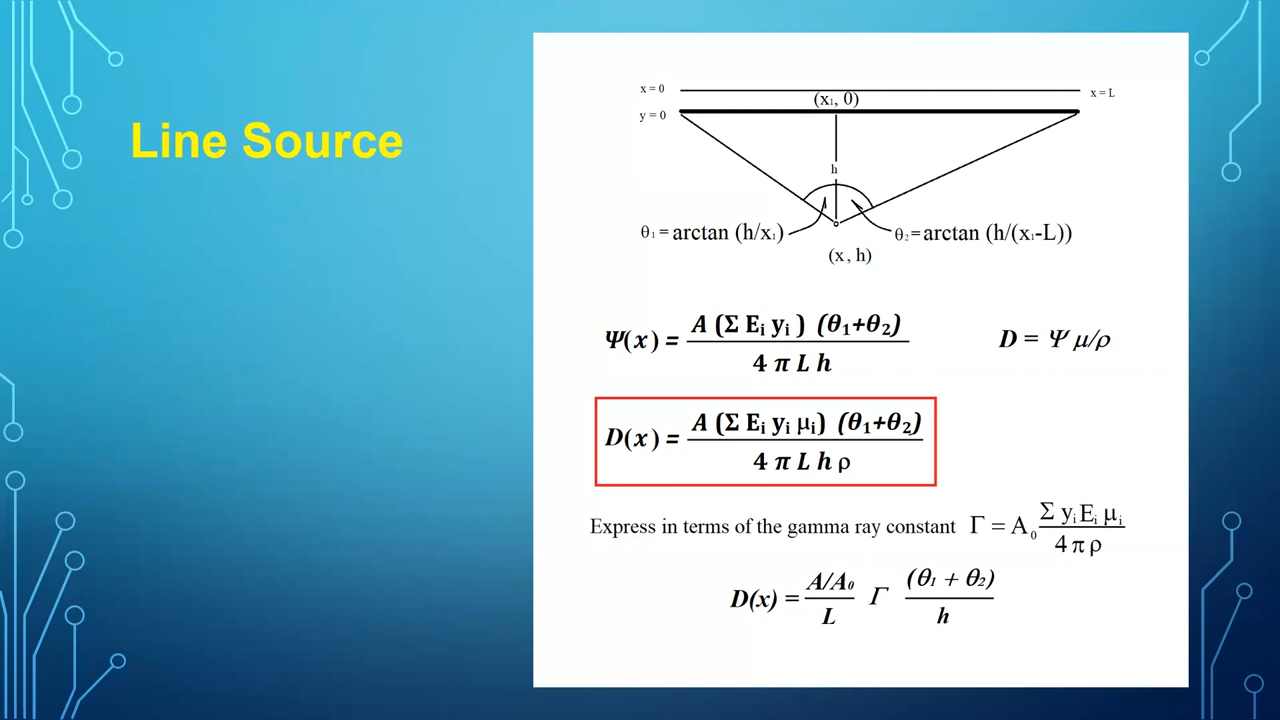 Line Source
x = 0
(x₁, 0)
x = L
y = 0
h
θ₁ = arctan (h/x₁)
θ₂= arctan (h/(x₁-L))
(x , h)
Ψ(x) = A (Σ Eᵢ yᵢ ) (θ₁+θ₂) / 4 π L h
D = Ψ μ/ρ
D(x) = A (Σ Eᵢ yᵢ μᵢ) (θ₁+θ₂) / 4 π L h ρ
Express in terms of the gamma ray constant Γ = A₀ Σ yᵢ Eᵢ μᵢ / 4 π ρ
D(x) = A/A₀ / L Γ (θ₁ + θ₂) / h